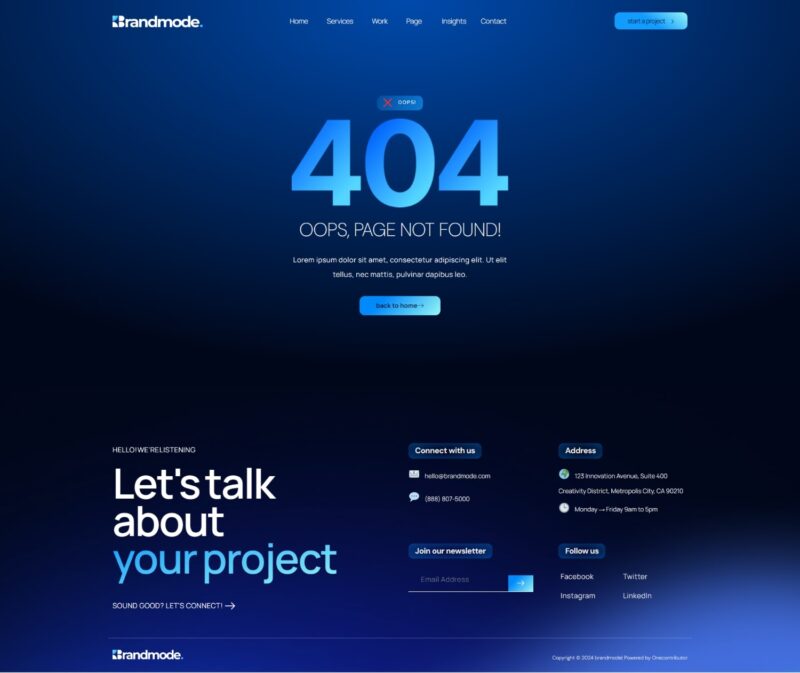 Brandmode.
Home Services Work Page Insights Contact
start a project
OOPS!
404
OOPS, PAGE NOT FOUND!
Lorem ipsum dolor sit amet, consectetur adipiscing elit. Ut elit
tellus, nec mattis, pulvinar dapibus leo.
back to home→
HELLO!WE'RELISTENING
Let's talk
about
your project
SOUND GOOD? LET'S CONNECT! →
Connect with us
hello@brandmode.com
(888) 807-5000
Address
123 Innovation Avenue, Suite 400
Creativity District, Metropolis City, CA 90210
Monday → Friday 9am to 5pm
Join our newsletter
Email Address
→
Follow us
Facebook Twitter
Instagram LinkedIn
Brandmode.
Copyright © 2024 brandmode| Powered by Onecontributor